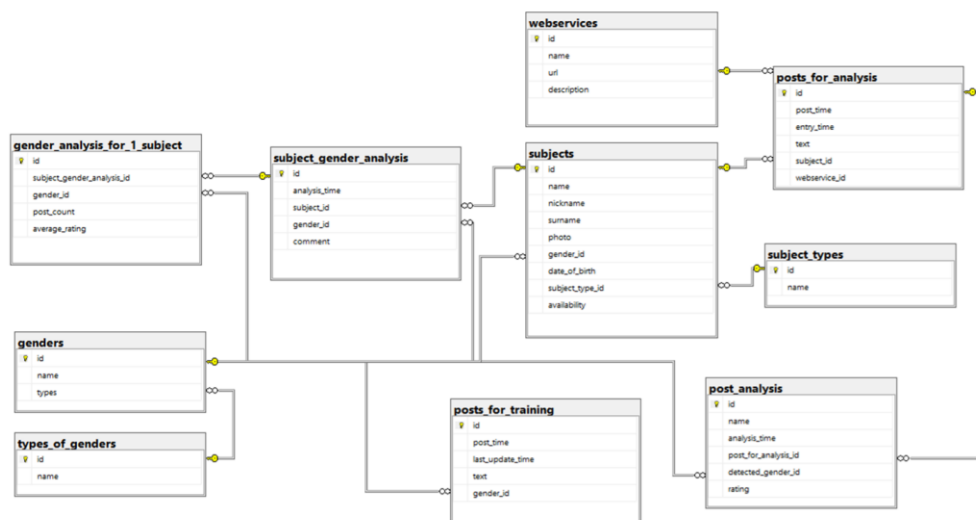 webservices
id
name
url
description
posts_for_analysis
id
post_time
entry_time
text
subject_id
webservice_id
gender_analysis_for_1_subject
id
subject_gender_analysis_id
gender_id
post_count
average_rating
subject_gender_analysis
id
analysis_time
subject_id
gender_id
comment
subjects
id
name
nickname
surname
photo
gender_id
date_of_birth
subject_type_id
availability
subject_types
id
name
genders
id
name
types
types_of_genders
id
name
posts_for_training
id
post_time
last_update_time
text
gender_id
post_analysis
id
name
analysis_time
post_for_analysis_id
detected_gender_id
rating